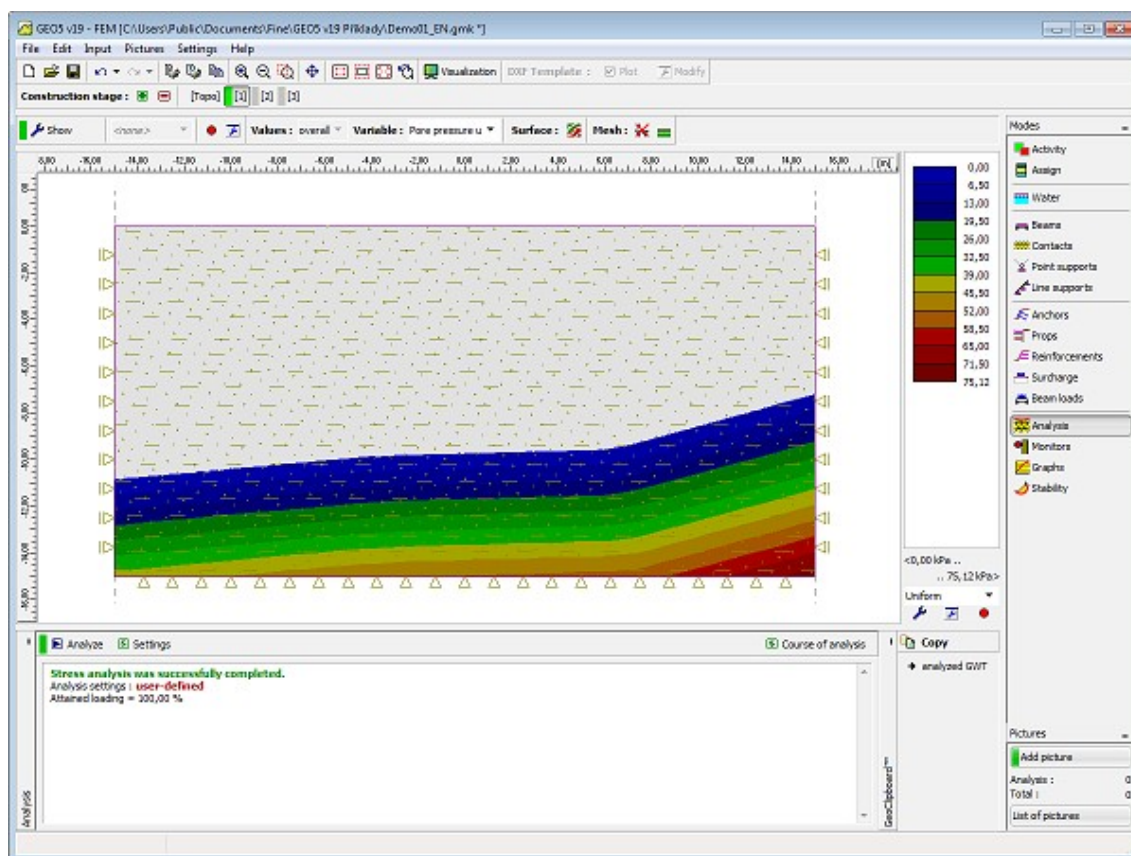 GEO5 v19 - FEM [C:\Users\Public\Documents\Fine\GEO5 v19 Příklady\Demo01_EN.gmk *]
File Edit Input Pictures Settings Help
Visualization DXF Template : Plot Modify
Construction stage : [Topo] [1] [2] [3]
Show <none> Values : overall Variable : Pore pressure u Surface : Mesh :
Modes
Activity
Assign
Water
Beams
Contacts
Point supports
Line supports
Anchors
Props
Reinforcements
Surcharge
Beam loads
Analysis
Monitors
Graphs
Stability
[m]
0,00
6,50
13,00
19,50
26,00
32,50
39,00
45,50
52,00
58,50
65,00
71,50
75,12
<0,00 kPa ..
.. 75,12 kPa>
Uniform
Analyze Settings Course of analysis
Stress analysis was successfully completed.
Analysis settings : user-defined
Attained loading = 100,00 %
Analysis
Copy
analyzed GWT
GeoClipboard™
Pictures
Add picture
Analysis : 0
Total : 0
List of pictures